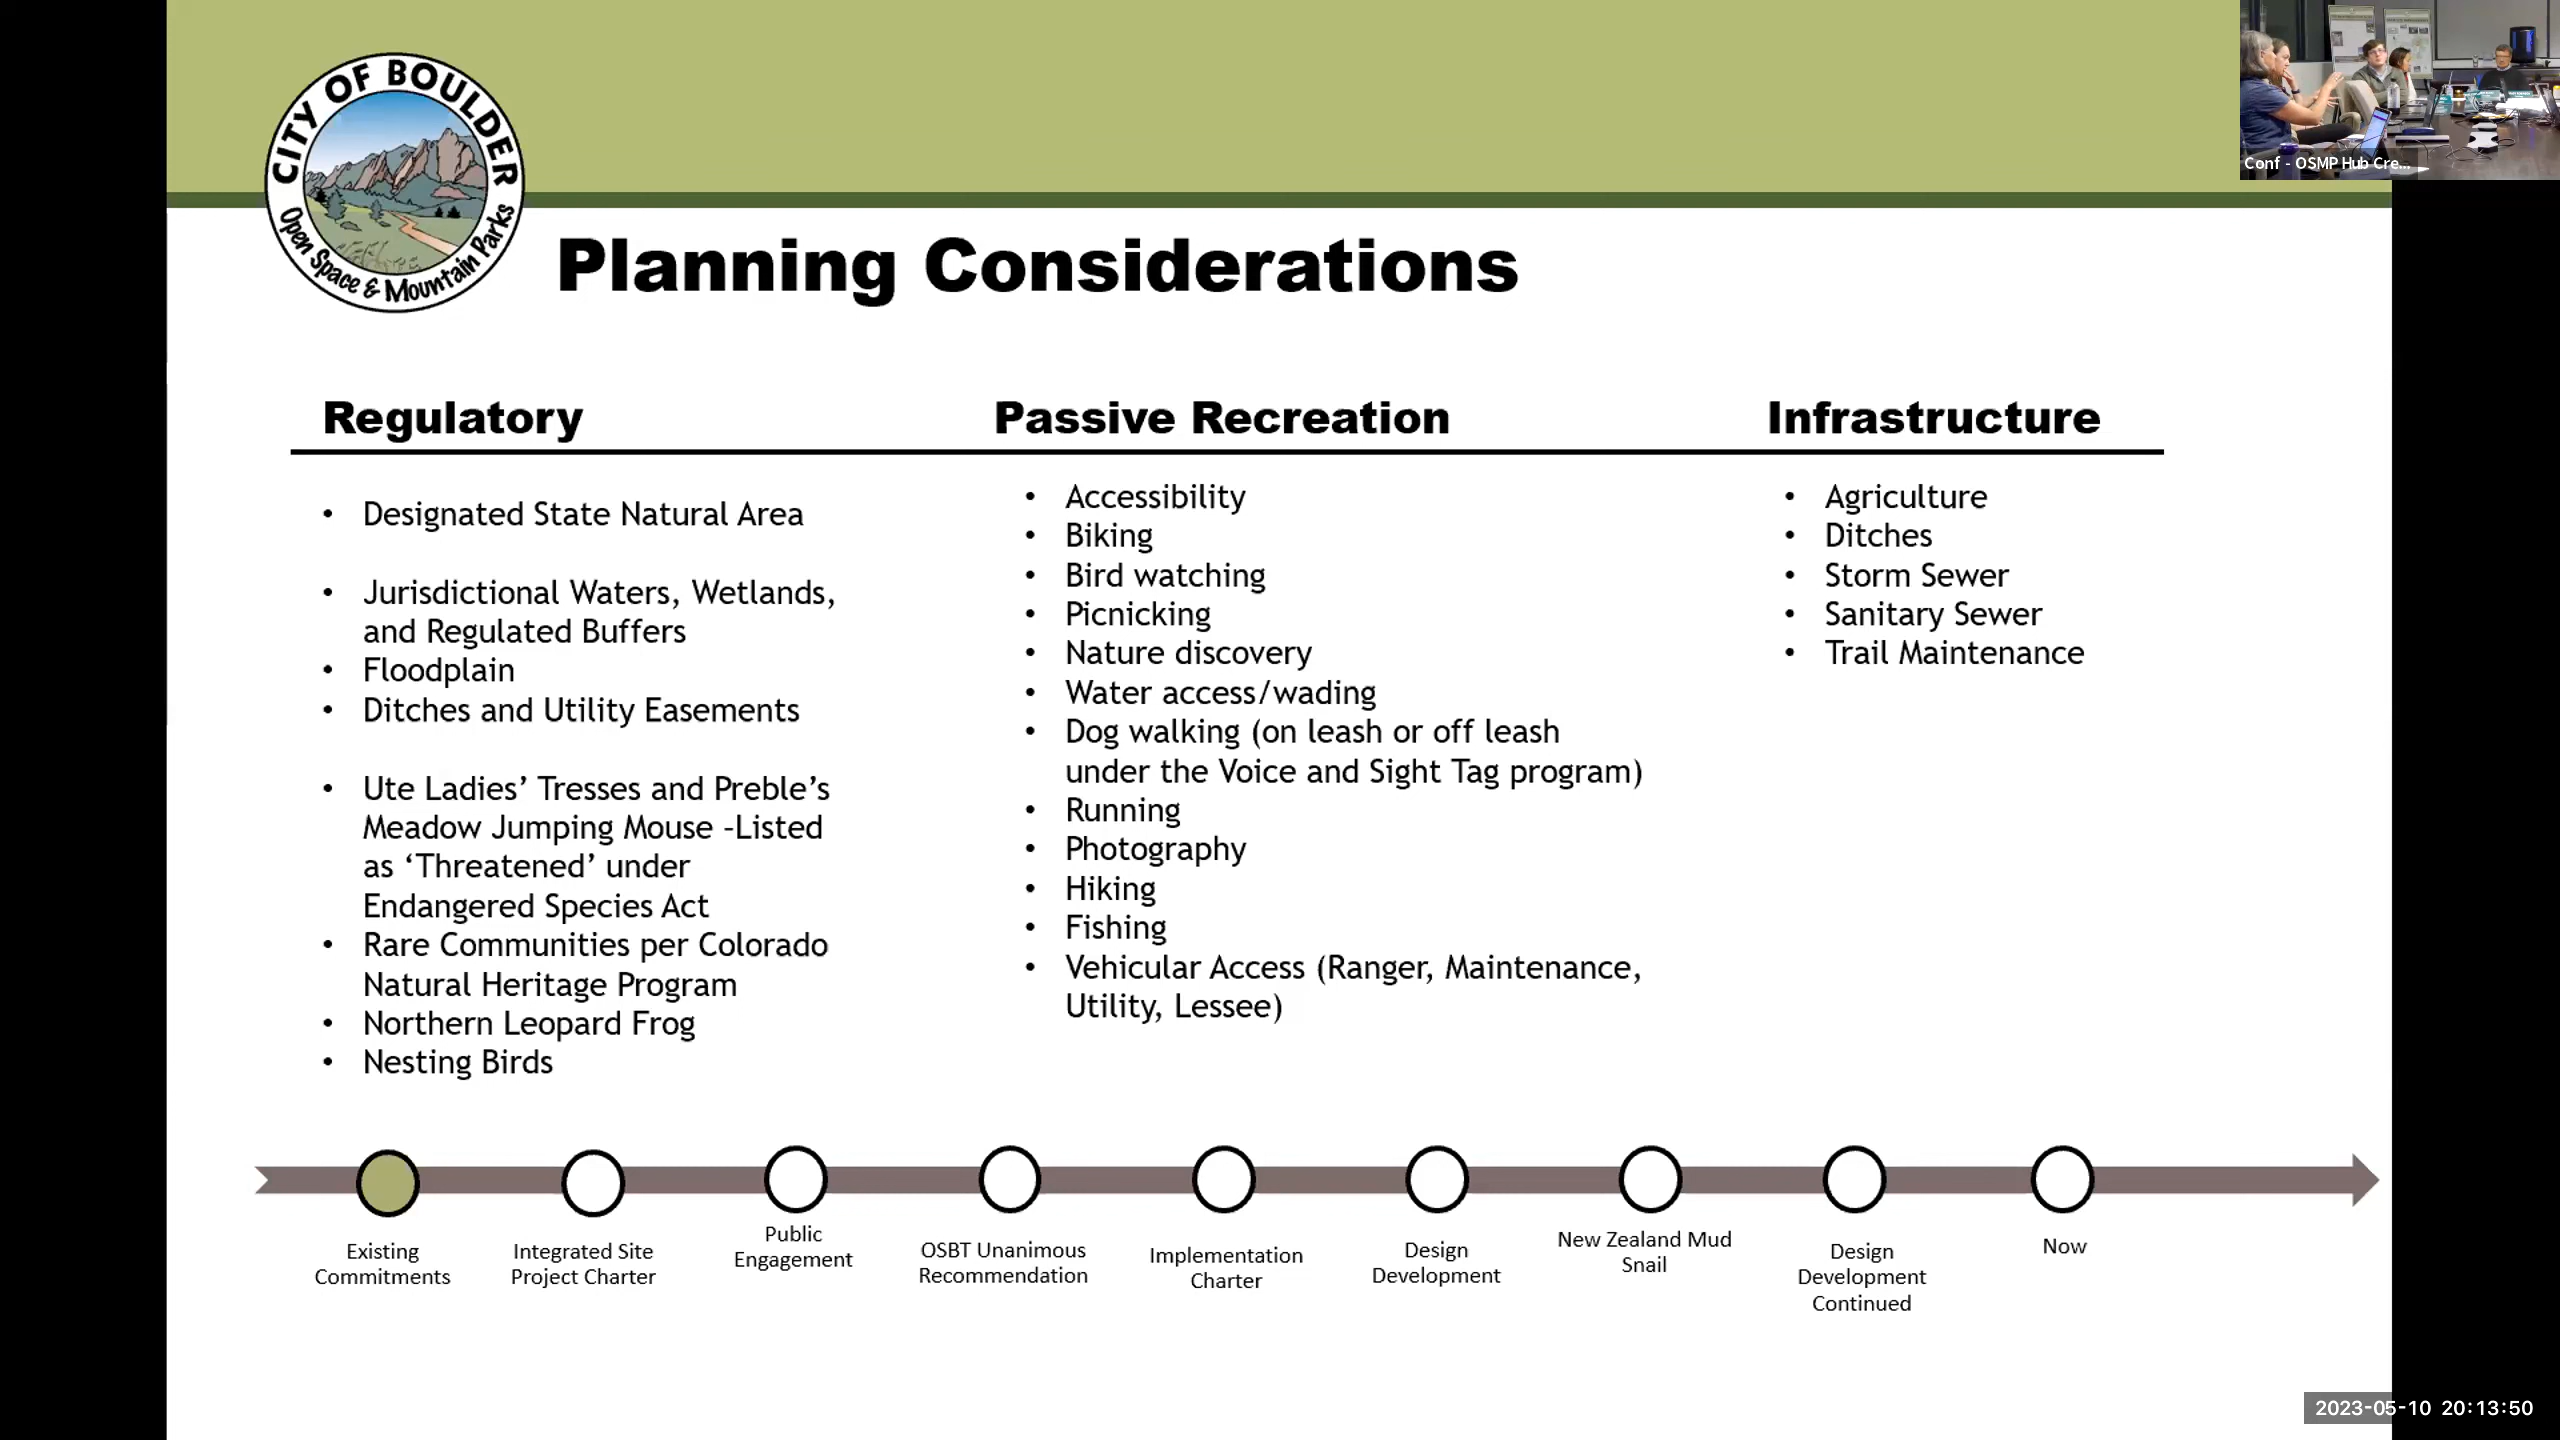 CITY OF BOULDER
Open Space & Mountain Parks
Conf - OSMP Hub Cre...
Planning Considerations
Regulatory
• Designated State Natural Area
• Jurisdictional Waters, Wetlands,
and Regulated Buffers
• Floodplain
• Ditches and Utility Easements
• Ute Ladies’ Tresses and Preble’s
Meadow Jumping Mouse -Listed
as ‘Threatened’ under
Endangered Species Act
• Rare Communities per Colorado
Natural Heritage Program
• Northern Leopard Frog
• Nesting Birds
Passive Recreation
• Accessibility
• Biking
• Bird watching
• Picnicking
• Nature discovery
• Water access/wading
• Dog walking (on leash or off leash
under the Voice and Sight Tag program)
• Running
• Photography
• Hiking
• Fishing
• Vehicular Access (Ranger, Maintenance,
Utility, Lessee)
Infrastructure
• Agriculture
• Ditches
• Storm Sewer
• Sanitary Sewer
• Trail Maintenance
Existing
Commitments
Integrated Site
Project Charter
Public
Engagement
OSBT Unanimous
Recommendation
Implementation
Charter
Design
Development
New Zealand Mud
Snail
Design
Development
Continued
Now
2023-05-10 20:13:50